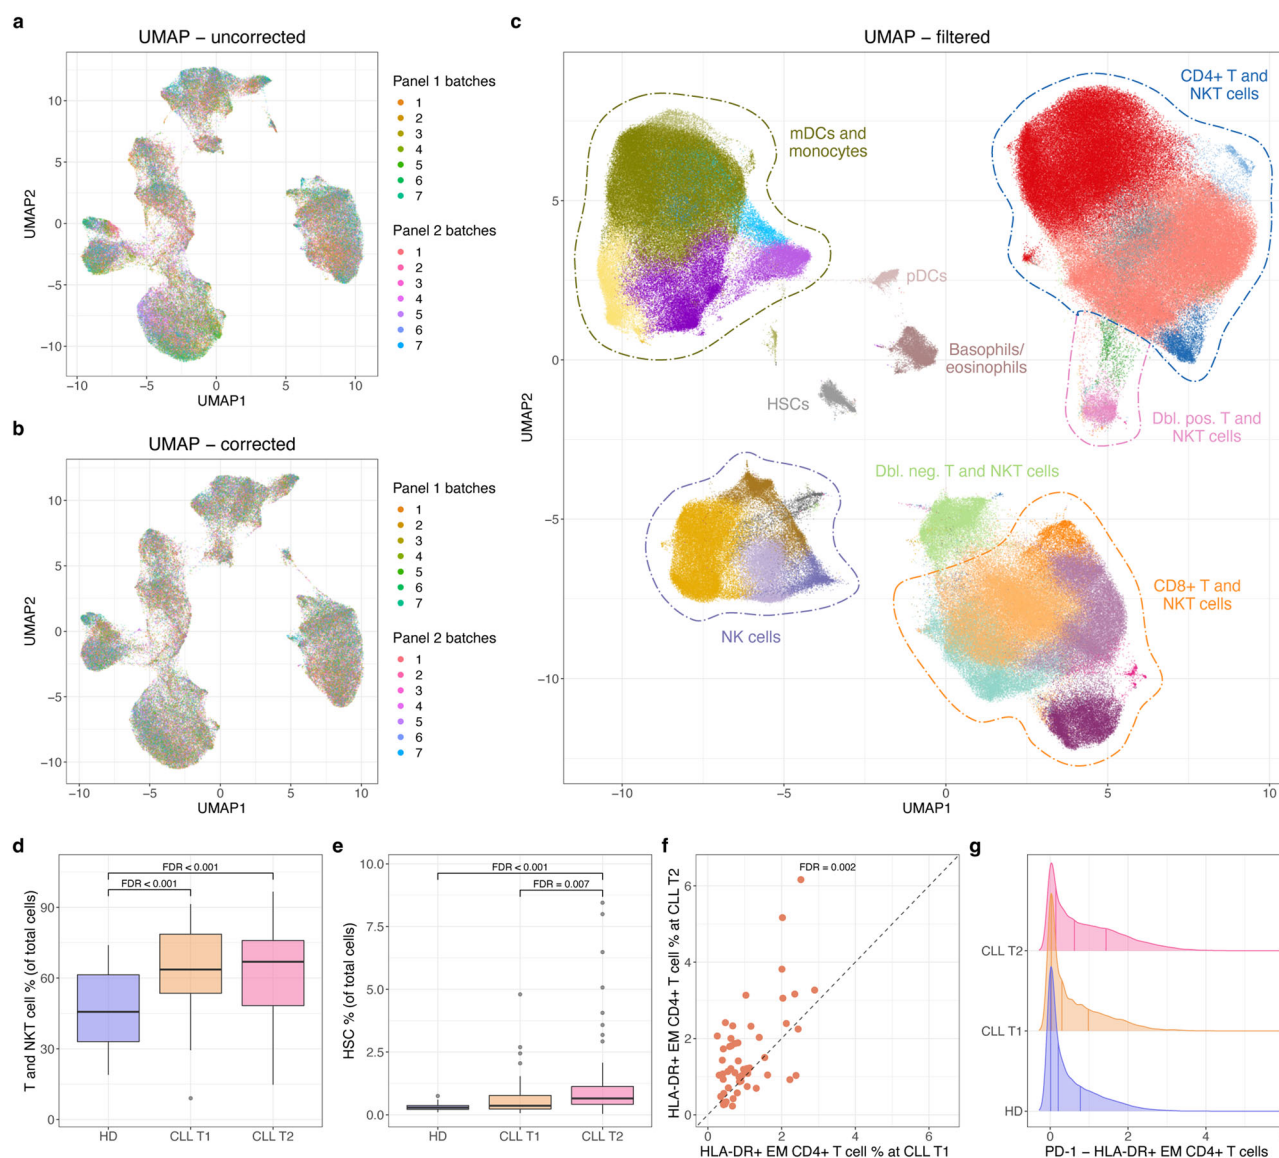 a
UMAP – uncorrected
10
5
0
−5
−10
−10 −5 0 5 10
UMAP1
UMAP2
Panel 1 batches
1
2
3
4
5
6
7
Panel 2 batches
1
2
3
4
5
6
7
b
UMAP – corrected
10
5
0
−5
−10
−10 −5 0 5 10
UMAP1
UMAP2
Panel 1 batches
1
2
3
4
5
6
7
Panel 2 batches
1
2
3
4
5
6
7
c
UMAP – filtered
CD4+ T and
NKT cells
mDCs and
monocytes
pDCs
Basophils/
eosinophils
HSCs
Dbl. pos. T and
NKT cells
Dbl. neg. T and NKT cells
CD8+ T and
NKT cells
NK cells
5
0
−5
−10
−10 −5 0 5 10
UMAP1
UMAP2
d
FDR < 0.001
FDR < 0.001
90
60
30
0
T and NKT cell % (of total cells)
HD CLL T1 CLL T2
e
FDR < 0.001
FDR = 0.007
10.0
7.5
5.0
2.5
0.0
HSC % (of total cells)
HD CLL T1 CLL T2
f
FDR = 0.002
6
4
2
0
HLA-DR+ EM CD4+ T cell % at CLL T2
0 2 4 6
HLA-DR+ EM CD4+ T cell % at CLL T1
g
CLL T2
CLL T1
HD
0 2 4
PD-1 – HLA-DR+ EM CD4+ T cells